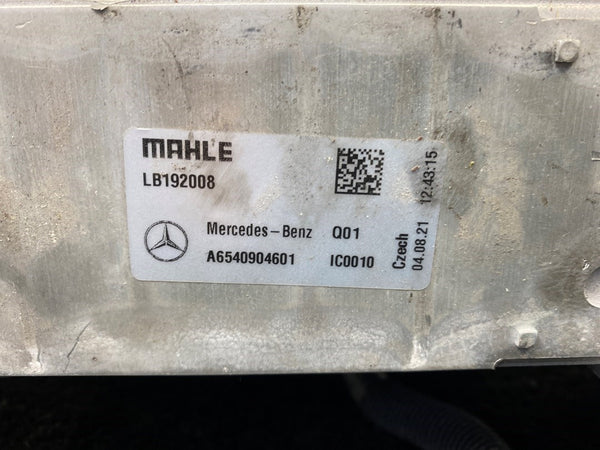 MAHLE
LB192008
Mercedes-Benz Q01
A6540904601 IC0010
Czech
04.08.21 12:43:15